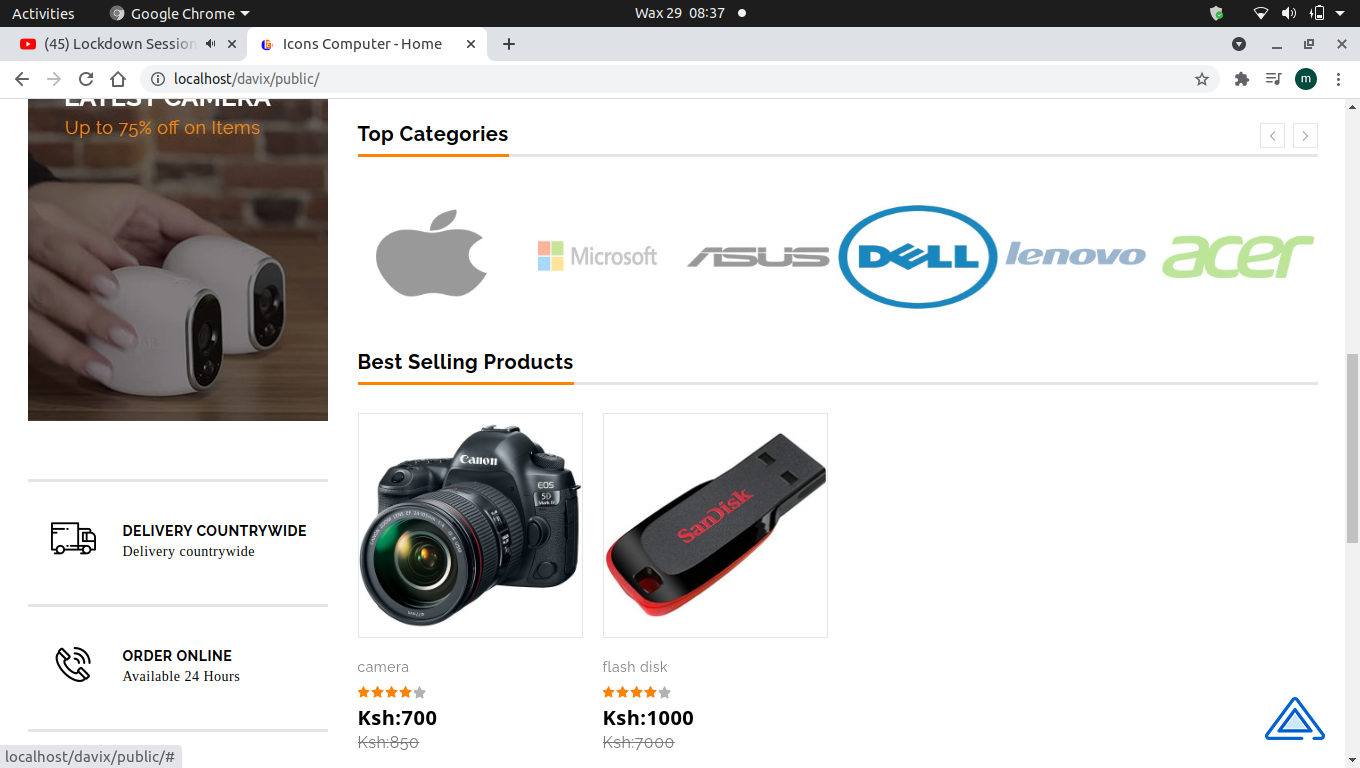 Activities
Google Chrome
Wax 29 08:37
(45) Lockdown Session
Icons Computer - Home
localhost/davix/public/
m
LATEST CAMERA
Up to 75% off on Items
Top Categories
Microsoft
ASUS
DELL
lenovo
acer
Best Selling Products
Canon
EOS
5D
Mark IV
SanDisk
DELIVERY COUNTRYWIDE
Delivery countrywide
ORDER ONLINE
Available 24 Hours
camera
Ksh:700
Ksh:850
flash disk
Ksh:1000
Ksh:7000
localhost/davix/public/#